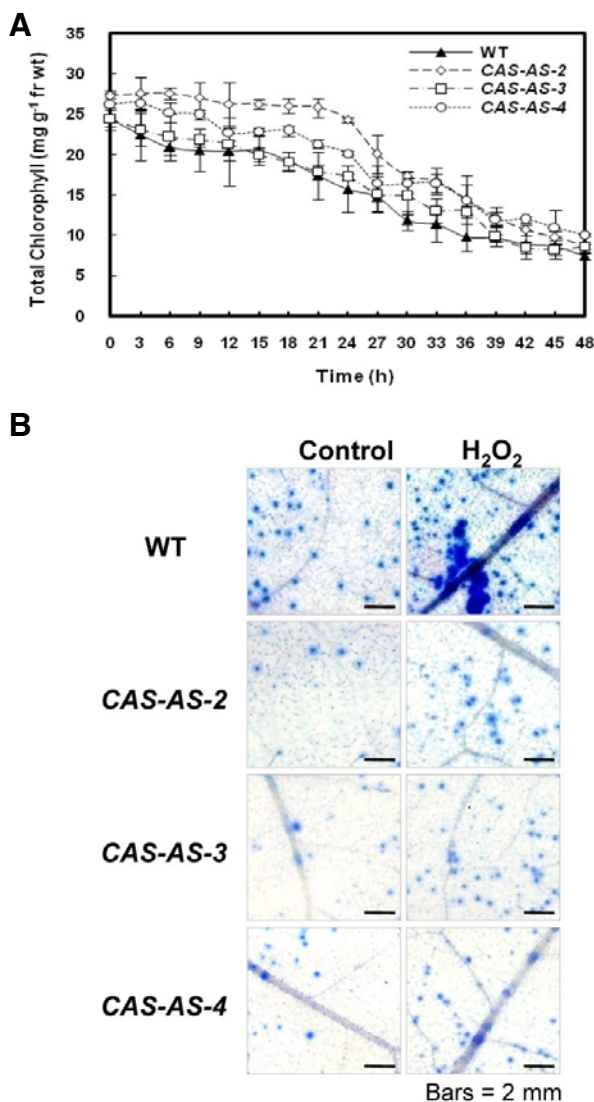 A
35
30
25
20
15
10
5
0
Total Chlorophyll (mg g⁻¹ fr wt)
WT
CAS-AS-2
CAS-AS-3
CAS-AS-4
0 3 6 9 12 15 18 21 24 27 30 33 36 39 42 45 48
Time (h)
B
Control H₂O₂
WT
CAS-AS-2
CAS-AS-3
CAS-AS-4
Bars = 2 mm